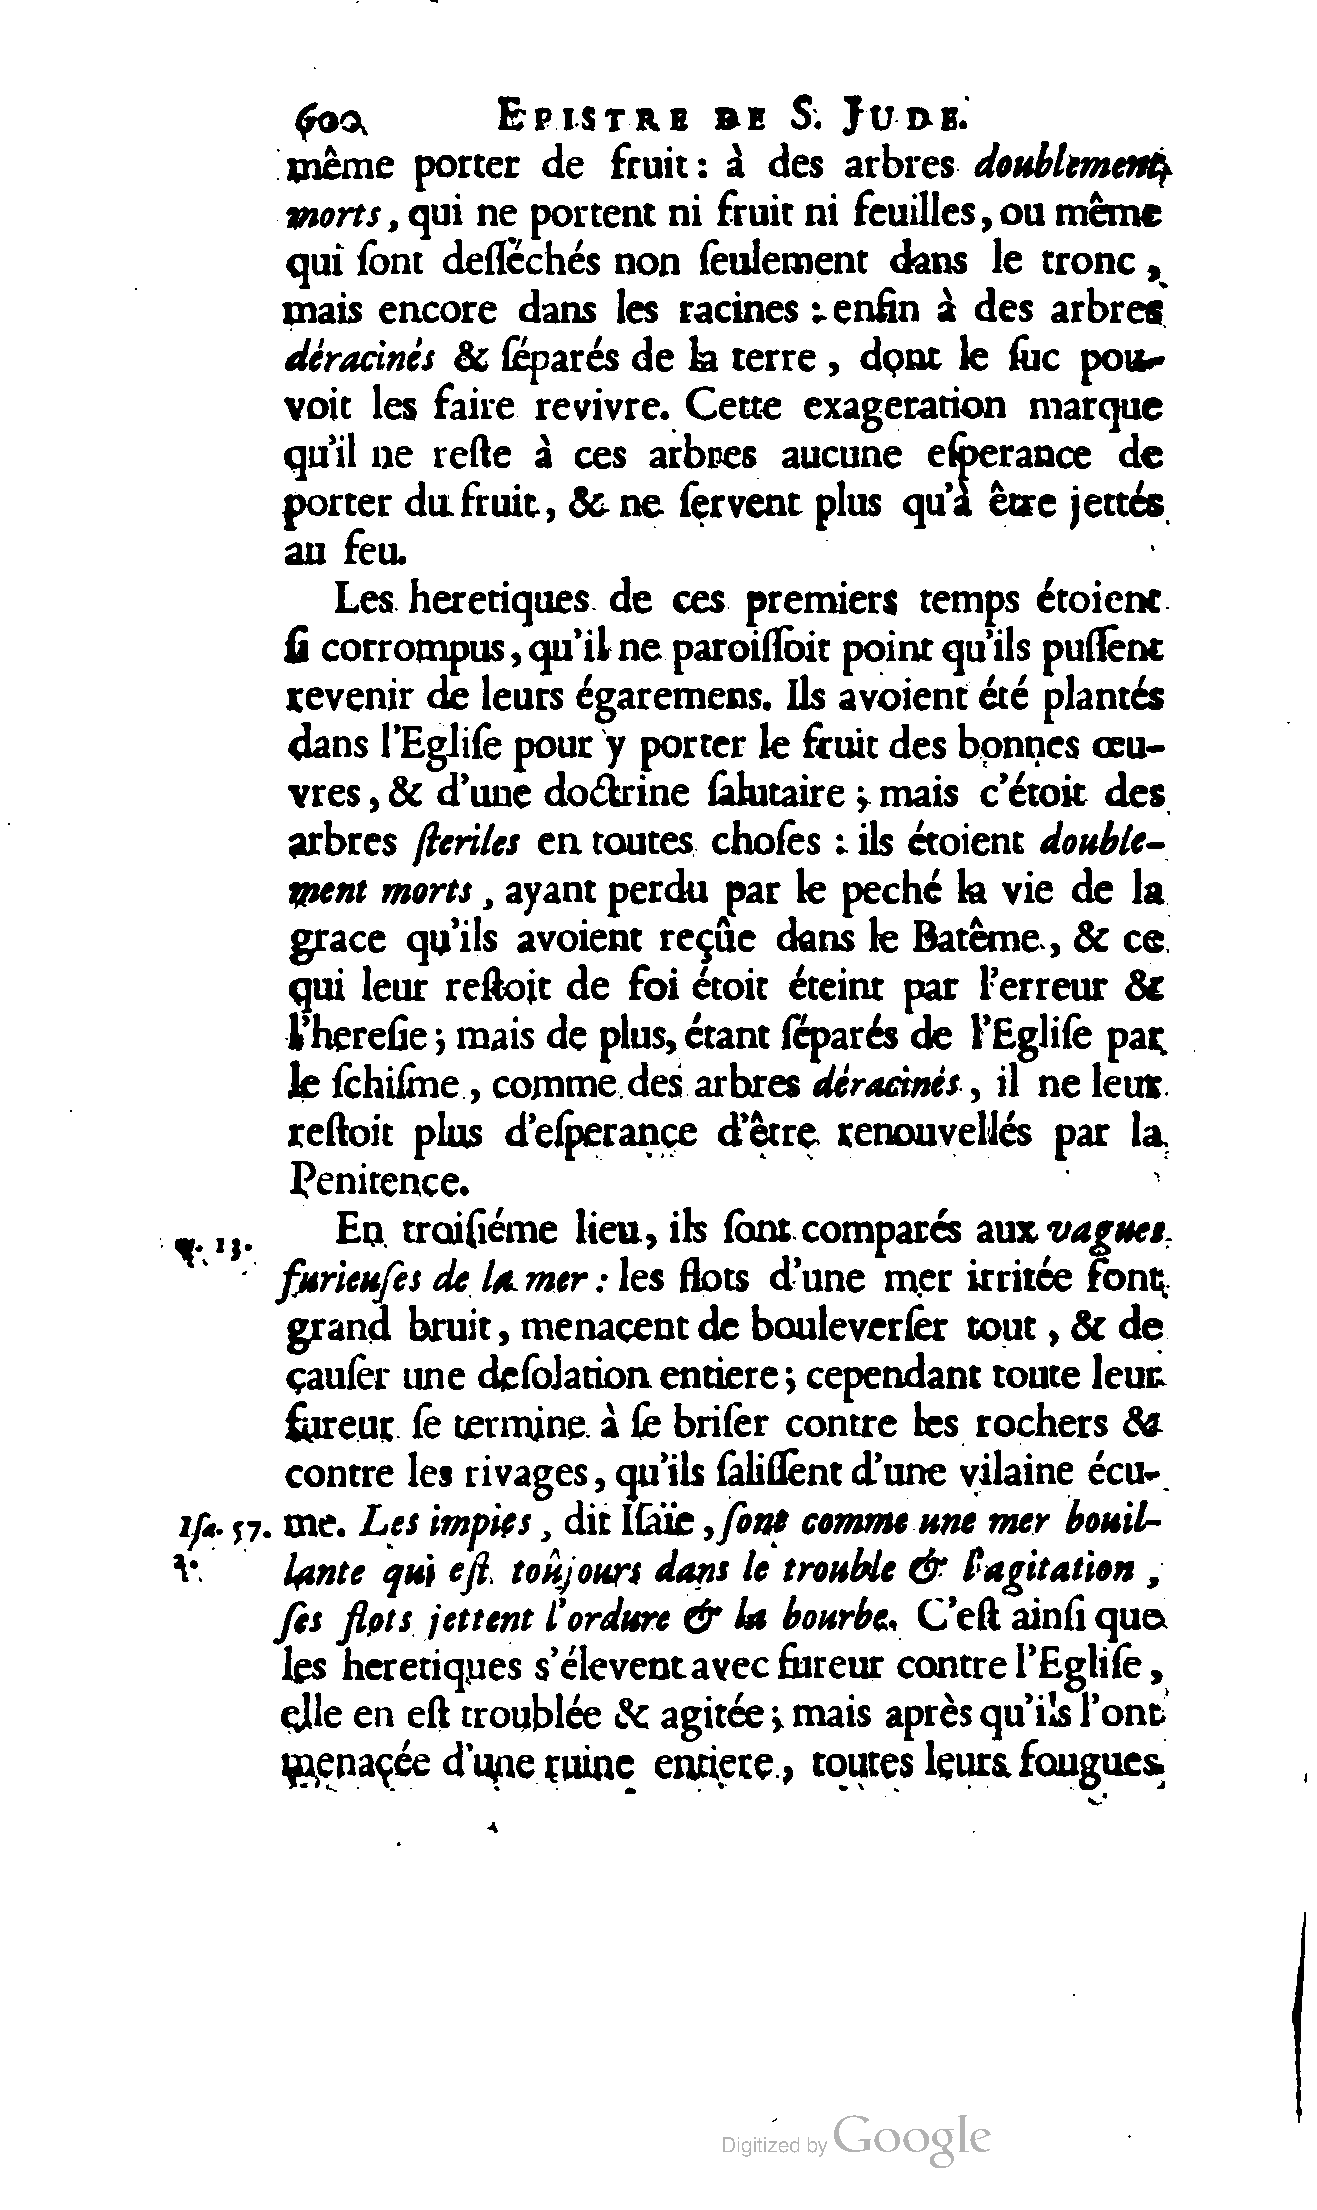 600 EPISTRE DE S. JUDE.
même porter de fruit : à des arbres doublement
morts, qui ne portent ni fruit ni feuilles, ou même
qui ſont deſſéchés non ſeulement dans le tronc,
mais encore dans les racines : enfin à des arbres
déracinés & ſéparés de la terre, dont le ſuc pou-
voit les faire revivre. Cette exageration marque
qu'il ne reſte à ces arbres aucune eſperance de
porter du fruit, & ne ſervent plus qu'à être jettés
au feu.
Les heretiques de ces premiers temps étoient
ſi corrompus, qu'il ne paroiſſoit point qu'ils puſſent
revenir de leurs égaremens. Ils avoient été plantés
dans l'Egliſe pour y porter le fruit des bonnes œu-
vres, & d'une doctrine ſalutaire ; mais c'étoit des
arbres ſteriles en toutes choſes : ils étoient double-
ment morts, ayant perdu par le peché la vie de la
grace qu'ils avoient reçûe dans le Batême, & ce
qui leur reſtoit de foi étoit éteint par l'erreur &
l'hereſie ; mais de plus, étant ſéparés de l'Egliſe par
le ſchiſme, comme des arbres déracinés, il ne leur
reſtoit plus d'eſperance d'être renouvellés par la
Penitence.
En troiſiéme lieu, ils ſont comparés aux vagues
℣. 13.
furieuſes de la mer : les flots d'une mer irritée font
grand bruit, menacent de bouleverſer tout, & de
cauſer une deſolation entiere ; cependant toute leur
fureur ſe termine à ſe briſer contre les rochers &
contre les rivages, qu'ils ſaliſſent d'une vilaine écu-
Iſa. 57. me. Les impies, dit Iſaïe, ſont comme une mer bouil-
lante qui eſt toûjours dans le trouble & l'agitation,
ſes flots jettent l'ordure & la bourbe. C'eſt ainſi que
les heretiques s'élevent avec fureur contre l'Egliſe,
elle en eſt troublée & agitée ; mais après qu'ils l'ont
menaçée d'une ruine entiere, toutes leurs fougues
Digitized by Google